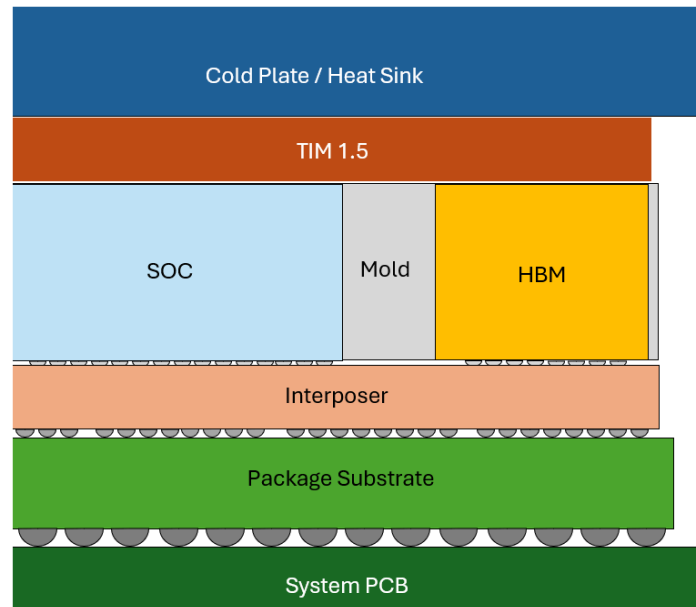 Cold Plate / Heat Sink
TIM 1.5
SOC
Mold
HBM
Interposer
Package Substrate
System PCB